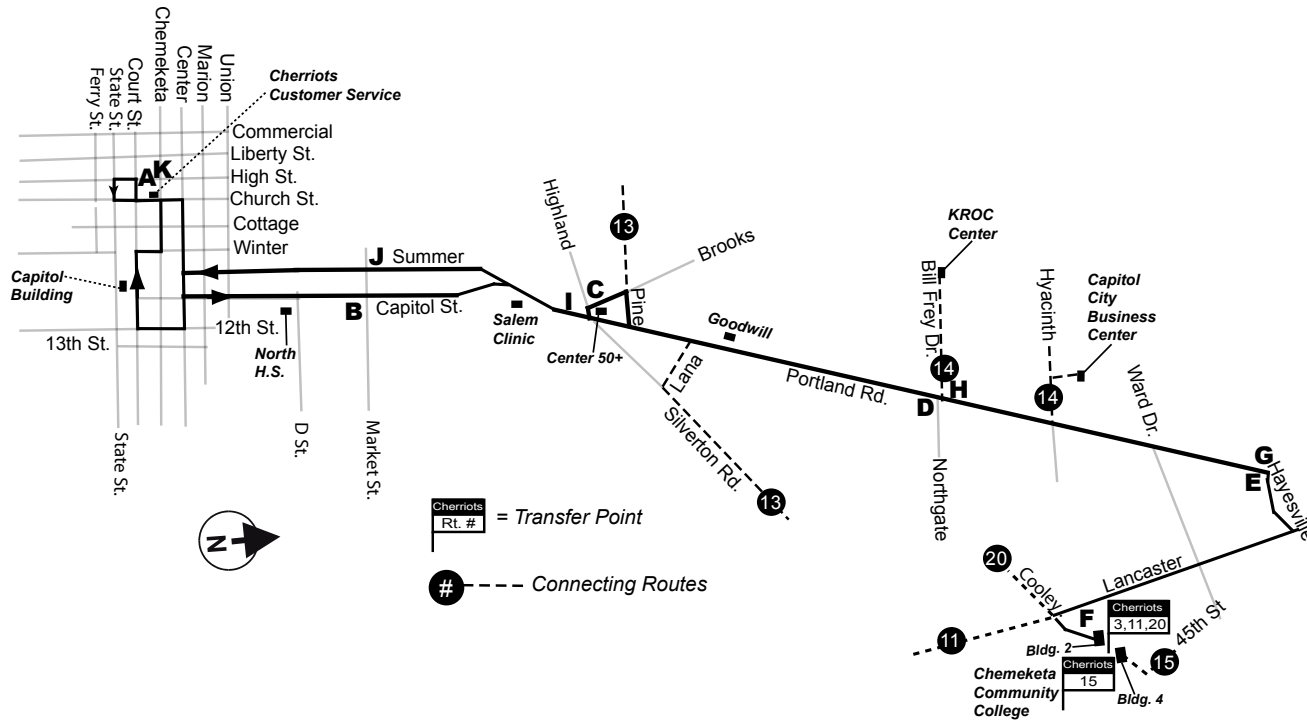 Ferry St.
State St.
Court St.
Chemeketa
Center
Marion
Union
Cherriots
Customer Service
Commercial
Liberty St.
High St.
Church St.
Cottage
Winter
A
K
Capitol
Building
12th St.
13th St.
State St.
North
H.S.
D St.
Market St.
J
Summer
B
Capitol St.
Salem
Clinic
Highland
13
Brooks
I
C
Pine
Center 50+
Goodwill
Lana
Silverton Rd.
13
Portland Rd.
KROC
Center
Bill Frey Dr.
14
H
D
Northgate
Hyacinth
14
Capitol
City
Business
Center
Ward Dr.
G
E
Hayesville
Lancaster
20
Cooley
F
11
Bldg. 2
Cherriots
3,11,20
45th St
15
Cherriots
15
Bldg. 4
Chemeketa
Community
College
N
Cherriots
Rt. #
= Transfer Point
#
Connecting Routes